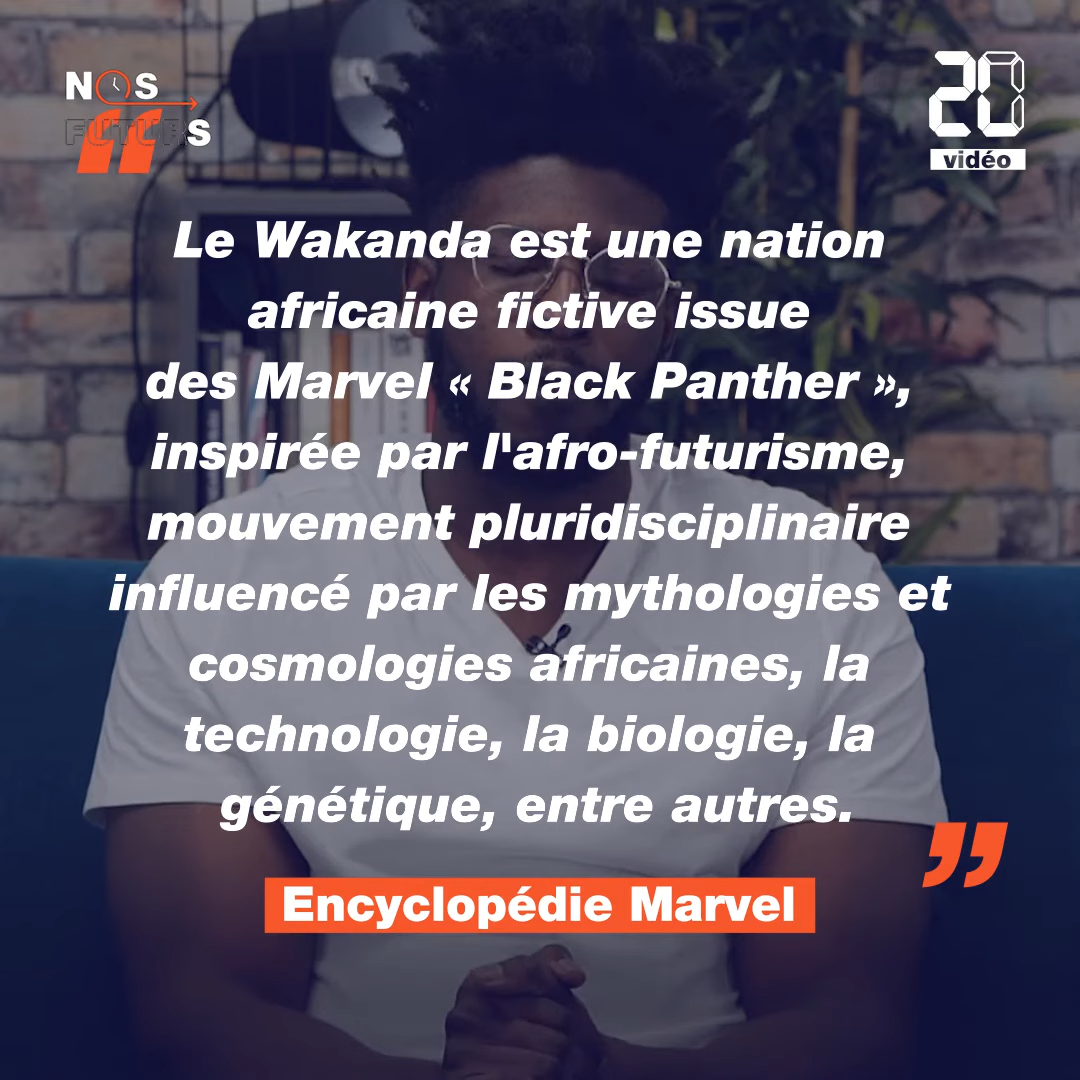 NOS
FUTURS
20
vidéo
“
Le Wakanda est une nation
africaine fictive issue
des Marvel « Black Panther »,
inspirée par l'afro-futurisme,
mouvement pluridisciplinaire
influencé par les mythologies et
cosmologies africaines, la
technologie, la biologie, la
génétique, entre autres.
”
Encyclopédie Marvel